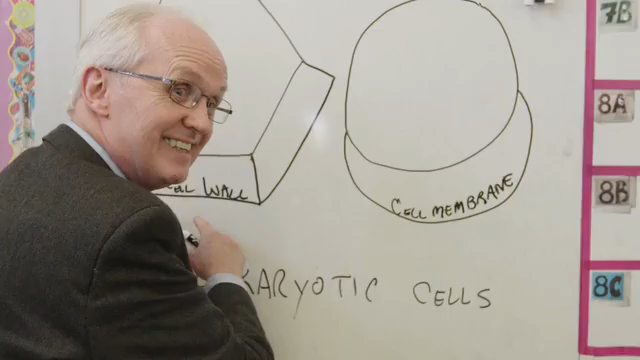 7B
8A
WALL
CELL MEMBRANE
8B
KARYOTIC CELLS
8C